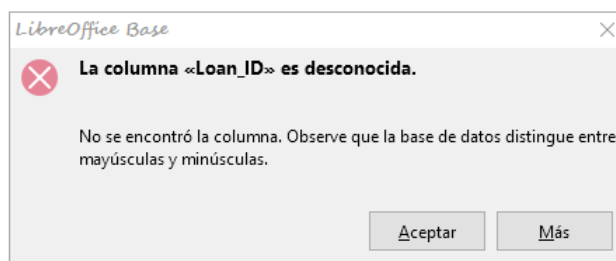 LibreOffice Base
La columna «Loan_ID» es desconocida.
No se encontró la columna. Observe que la base de datos distingue entre
mayúsculas y minúsculas.
Aceptar
Más